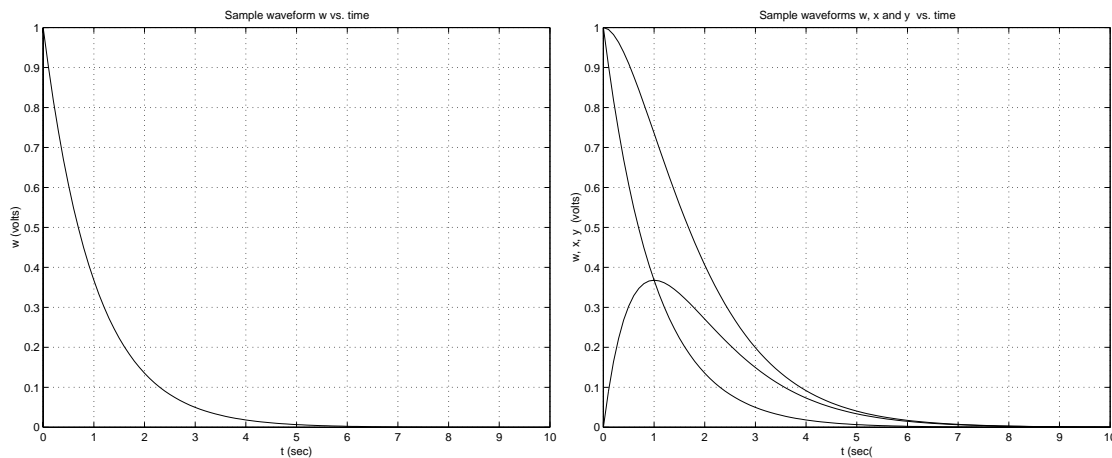 Sample waveform w vs. time
1
0.9
0.8
0.7
0.6
0.5
0.4
0.3
0.2
0.1
0
w (volts)
0 1 2 3 4 5 6 7 8 9 10
t (sec)
Sample waveforms w, x and y vs. time
1
0.9
0.8
0.7
0.6
0.5
0.4
0.3
0.2
0.1
0
w, x, y (volts)
0 1 2 3 4 5 6 7 8 9 10
t (sec(